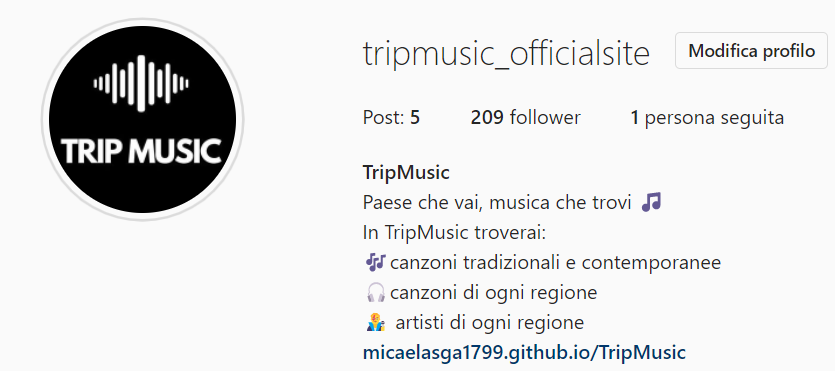 TRIP MUSIC
tripmusic_officialsite Modifica profilo
Post: 5 209 follower 1 persona seguita
TripMusic
Paese che vai, musica che trovi 🎵
In TripMusic troverai:
🎶canzoni tradizionali e contemporanee
🎧canzoni di ogni regione
👨‍🎤 artisti di ogni regione
micaelasga1799.github.io/TripMusic